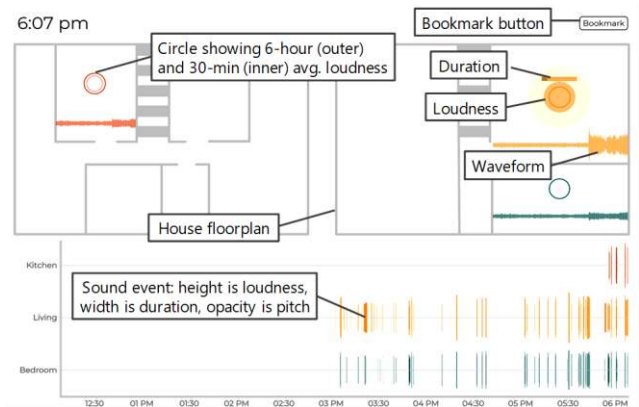 6:07 pm
Bookmark button
Bookmark
Circle showing 6-hour (outer)
and 30-min (inner) avg. loudness
Duration
Loudness
Waveform
House floorplan
Kitchen
Sound event: height is loudness,
width is duration, opacity is pitch
Living
Bedroom
12:30 01 PM 01:30 02 PM 02:30 03 PM 03:30 04 PM 04:30 05 PM 05:30 06 PM